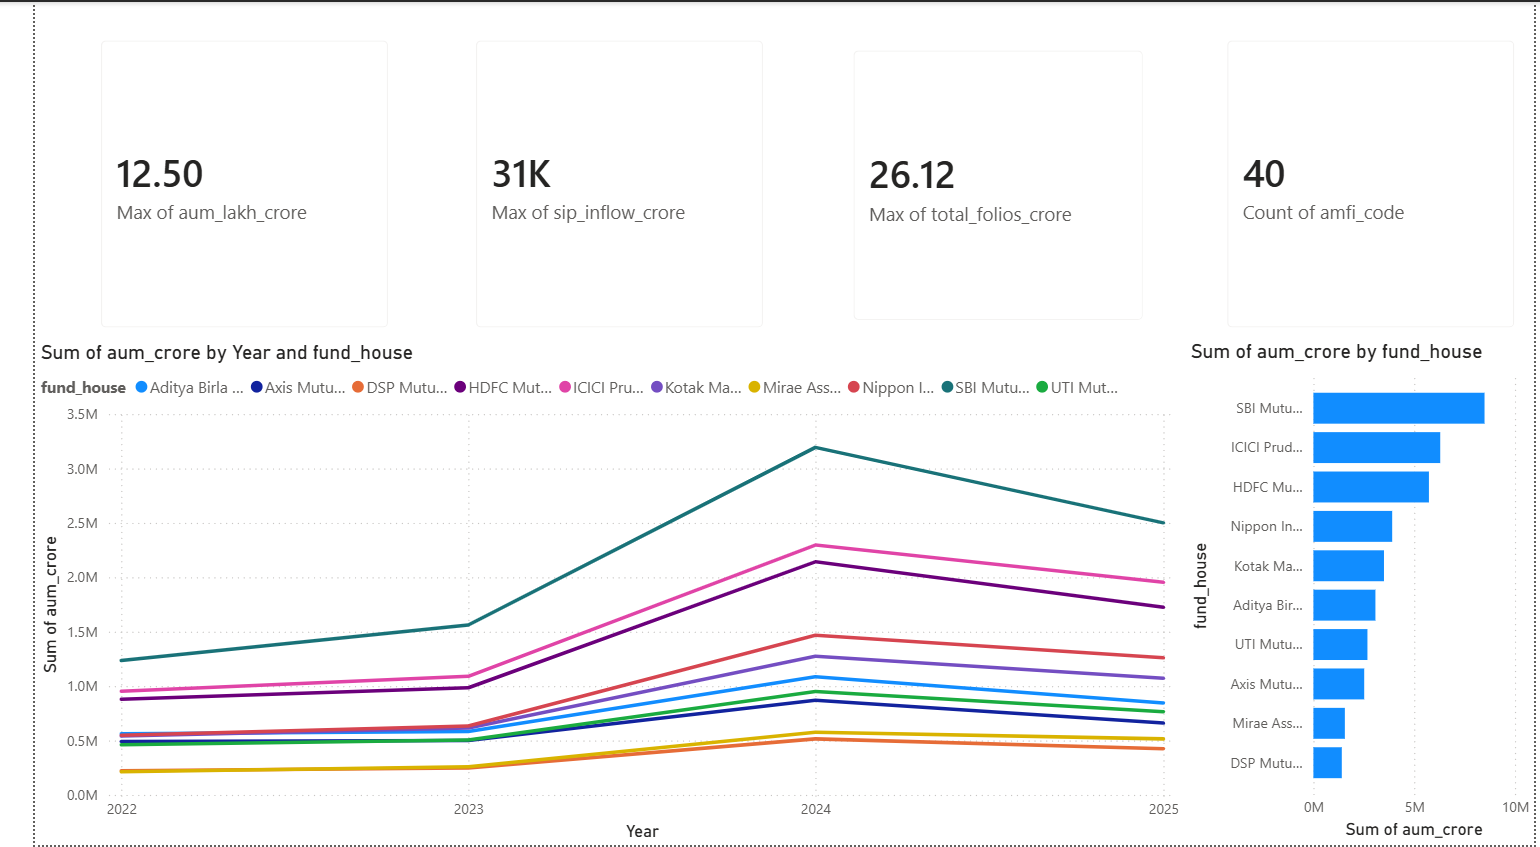 12.50
Max of aum_lakh_crore
31K
Max of sip_inflow_crore
26.12
Max of total_folios_crore
40
Count of amfi_code
Sum of aum_crore by Year and fund_house
fund_house Aditya Birla ... Axis Mutu... DSP Mutu... HDFC Mut... ICICI Pru... Kotak Ma... Mirae Ass... Nippon I... SBI Mutu... UTI Mut...
3.5M
3.0M
2.5M
2.0M
1.5M
1.0M
0.5M
0.0M
Sum of aum_crore
2022 2023 2024 2025
Year
Sum of aum_crore by fund_house
fund_house
SBI Mutu...
ICICI Prud...
HDFC Mu...
Nippon In...
Kotak Ma...
Aditya Bir...
UTI Mutu...
Axis Mutu...
Mirae Ass...
DSP Mutu...
0M 5M 10M
Sum of aum_crore